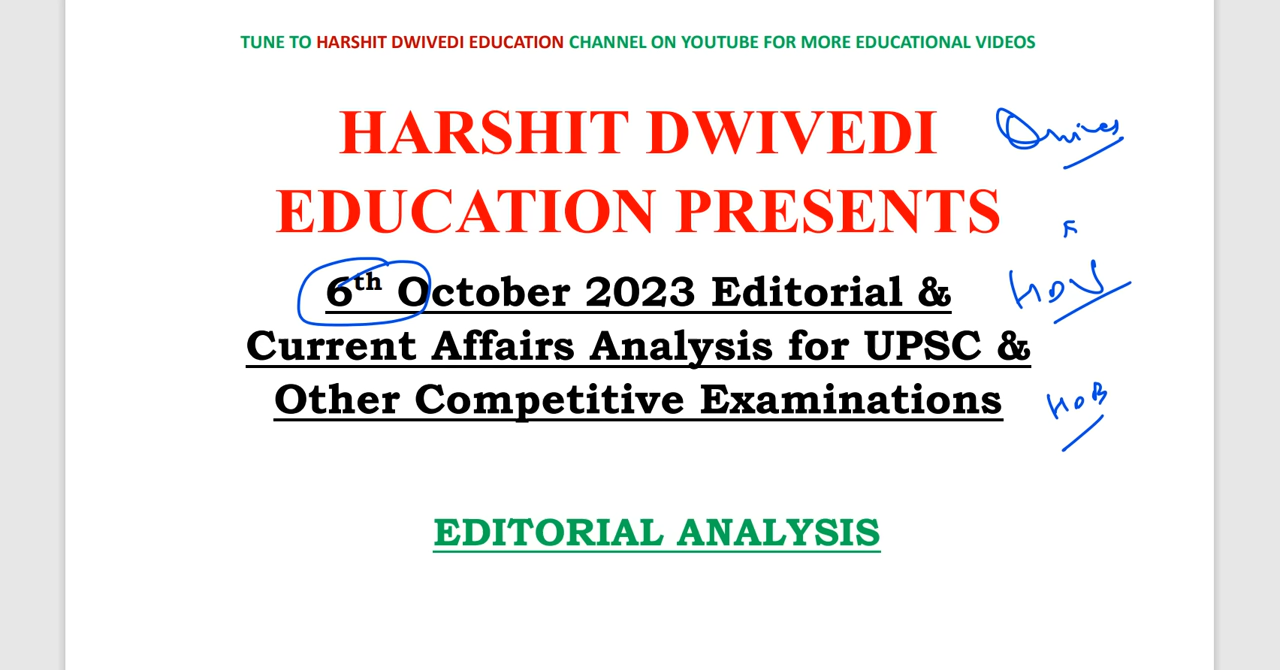 TUNE TO HARSHIT DWIVEDI EDUCATION CHANNEL ON YOUTUBE FOR MORE EDUCATIONAL VIDEOS
HARSHIT DWIVEDI
EDUCATION PRESENTS
6th October 2023 Editorial &
Current Affairs Analysis for UPSC &
Other Competitive Examinations
HOB
EDITORIAL ANALYSIS